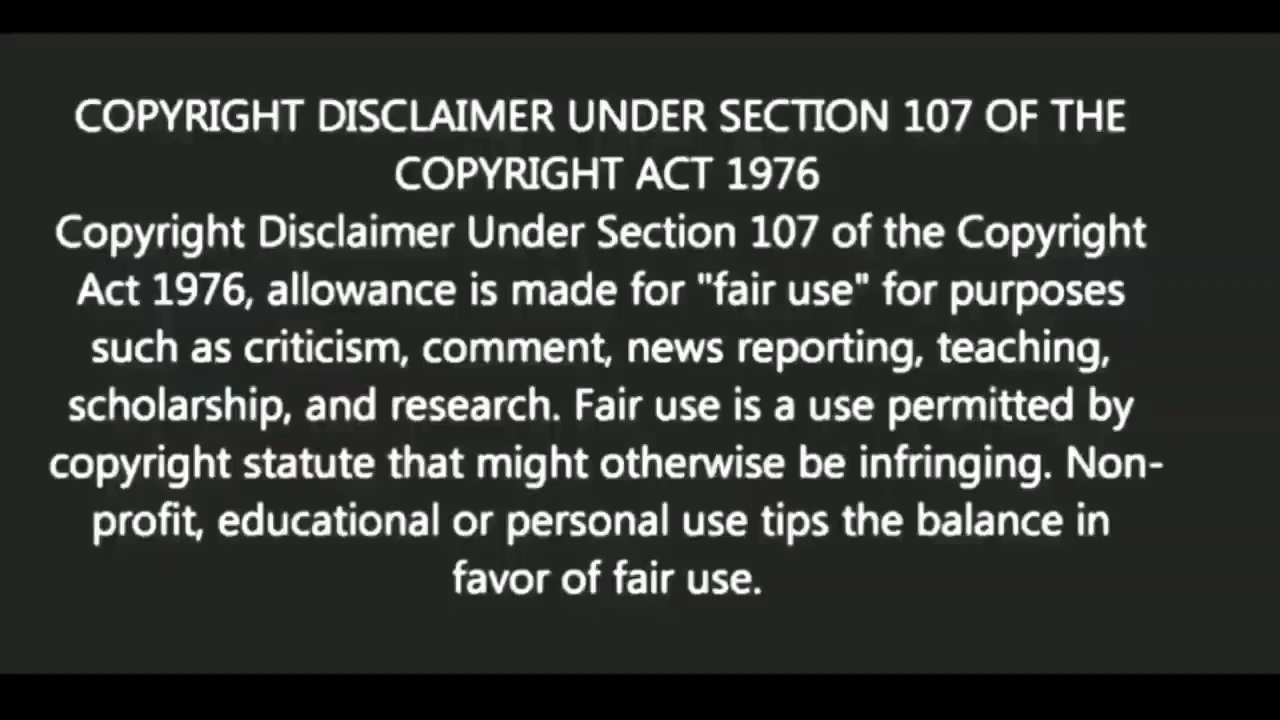 COPYRIGHT DISCLAIMER UNDER SECTION 107 OF THE
COPYRIGHT ACT 1976
Copyright Disclaimer Under Section 107 of the Copyright
Act 1976, allowance is made for "fair use" for purposes
such as criticism, comment, news reporting, teaching,
scholarship, and research. Fair use is a use permitted by
copyright statute that might otherwise be infringing. Non-
profit, educational or personal use tips the balance in
favor of fair use.